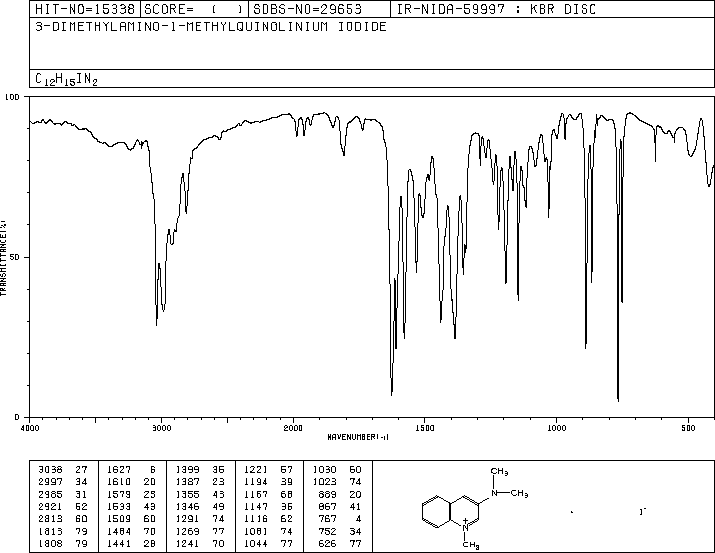 HIT-NO=15338 SCORE= ( ) SDBS-NO=29653 IR-NIDA-59997 : KBR DISC
3-DIMETHYLAMINO-1-METHYLQUINOLINIUM IODIDE
C12H15IN2
100
TRANSMITTANCE(%)
50
0
4000 3000 2000 1500 1000 500
WAVENUMBER(-1)
3038 27 1627 6 1399 36 1221 57 1030 60
2997 34 1610 20 1387 23 1194 39 1023 74
2985 31 1579 23 1355 43 1167 68 889 20
2921 52 1533 43 1346 49 1147 36 867 41
2813 60 1509 60 1291 74 1116 62 767 4
1813 79 1484 70 1269 77 1081 74 752 34
1808 79 1441 28 1241 70 1044 77 626 77
CH3
N CH3
N+
CH3
I-